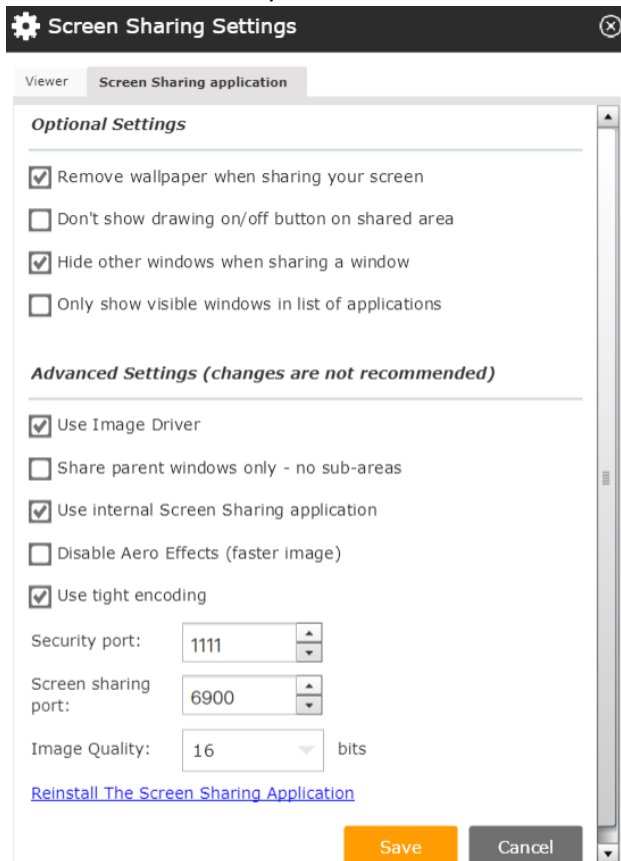 Screen Sharing Settings
Viewer Screen Sharing application
Optional Settings
Remove wallpaper when sharing your screen
Don't show drawing on/off button on shared area
Hide other windows when sharing a window
Only show visible windows in list of applications
Advanced Settings (changes are not recommended)
Use Image Driver
Share parent windows only - no sub-areas
Use internal Screen Sharing application
Disable Aero Effects (faster image)
Use tight encoding
Security port: 1111
Screen sharing
port: 6900
Image Quality: 16 bits
Reinstall The Screen Sharing Application
Save Cancel